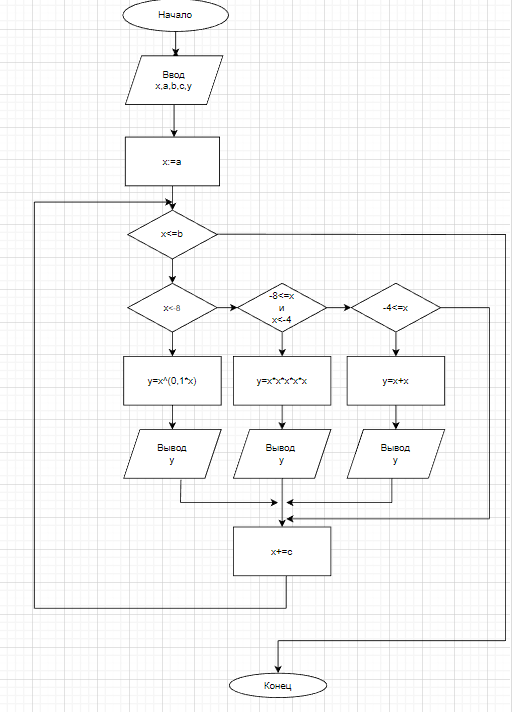 Начало
Ввод
x,a,b,c,y
x:=a
x<=b
x<-8
-8<=x
и
x<-4
-4<=x
y=x^(0,1*x)
y=x*x*x*x*x
y=x+x
Вывод
y
Вывод
y
Вывод
y
x+=c
Конец